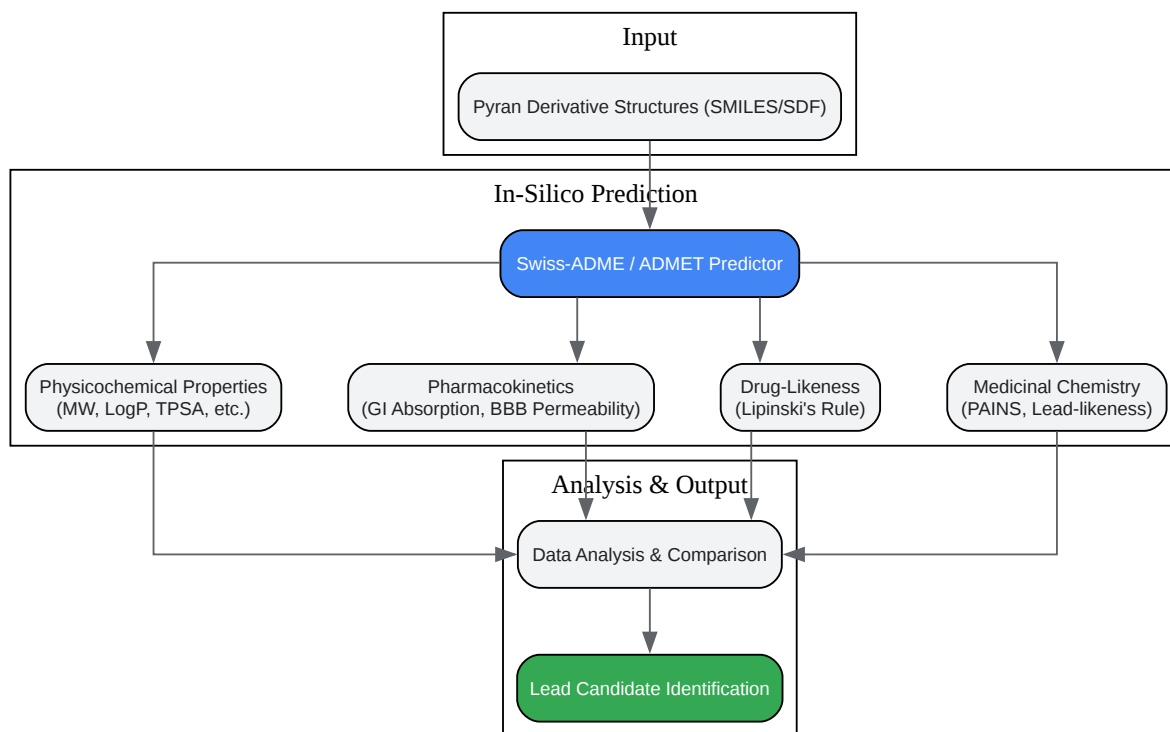 Input
Pyran Derivative Structures (SMILES/SDF)
In-Silico Prediction
Swiss-ADME / ADMET Predictor
Physicochemical Properties
(MW, LogP, TPSA, etc.)
Pharmacokinetics
(GI Absorption, BBB Permeability)
Drug-Likeness
(Lipinski's Rule)
Medicinal Chemistry
(PAINS, Lead-likeness)
Analysis & Output
Data Analysis & Comparison
Lead Candidate Identification